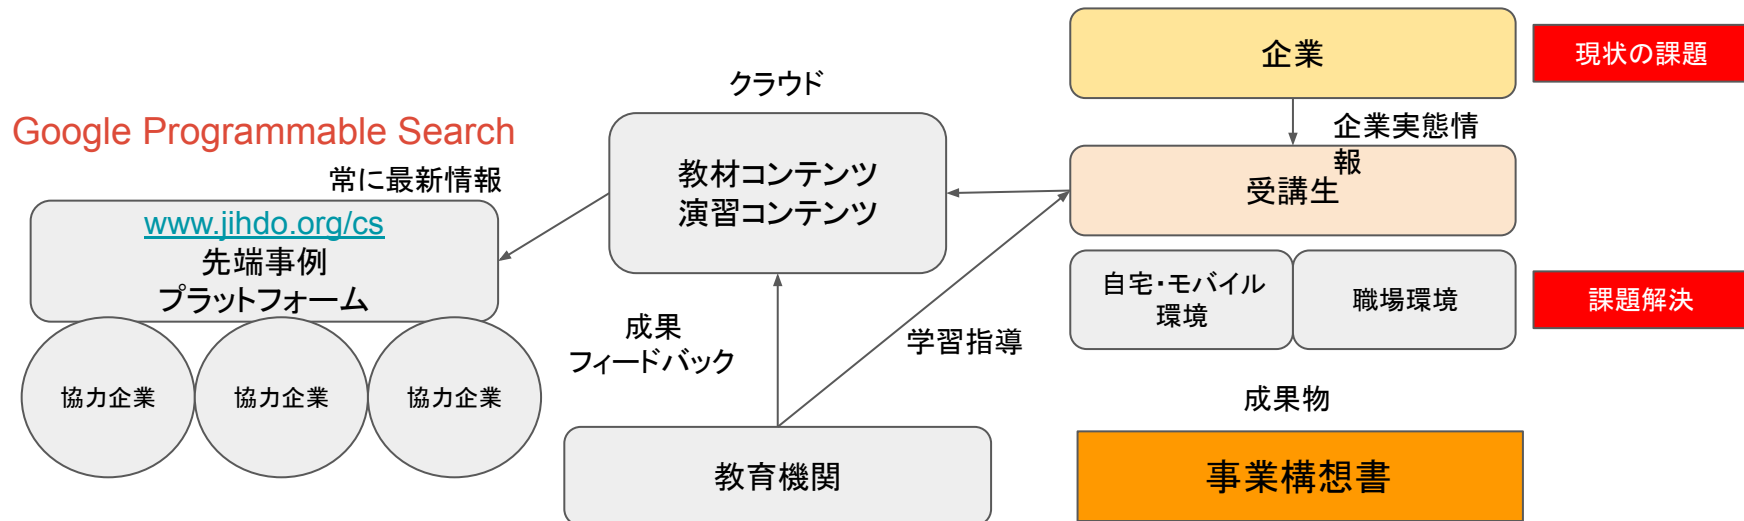 Google Programmable Search
常に最新情報
www.jihdo.org/cs
先端事例
プラットフォーム
協力企業
協力企業
協力企業
クラウド
教材コンテンツ
演習コンテンツ
成果
フィードバック
学習指導
教育機関
企業
企業実態情
報
受講生
自宅・モバイル
環境
職場環境
成果物
事業構想書
現状の課題
課題解決